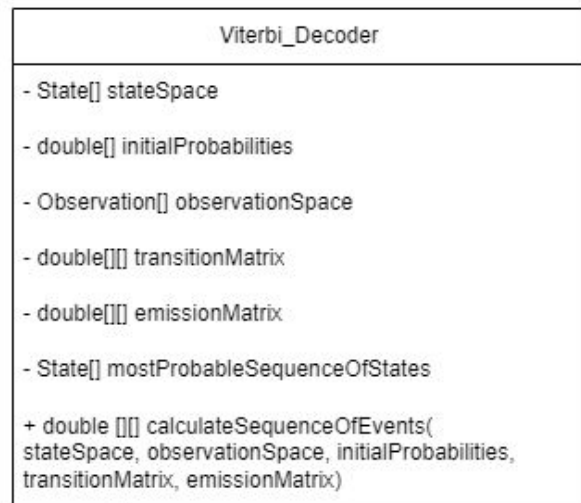 Viterbi_Decoder
- State[] stateSpace
- double[] initialProbabilities
- Observation[] observationSpace
- double[][] transitionMatrix
- double[][] emissionMatrix
- State[] mostProbableSequenceOfStates
+ double [][] calculateSequenceOfEvents(
stateSpace, observationSpace, initialProbabilities,
transitionMatrix, emissionMatrix)